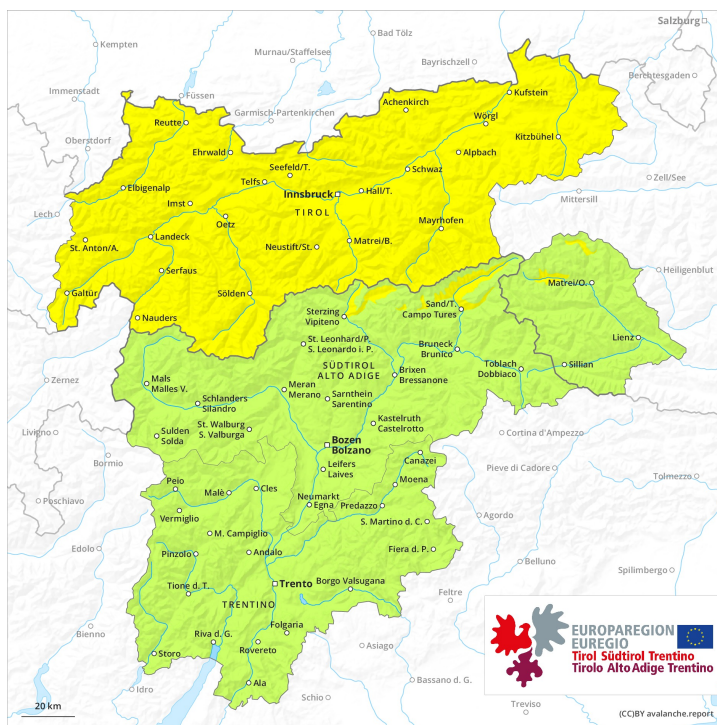 Salzburg
Bad Tölz
Kempten
Murnau/Staffelsee
Bayrischzell
Berchtesgaden
Immenstadt
Füssen
Garmisch-Partenkirchen
Achenkirch
Kufstein
Reutte
Wörgl
Oberstdorf
Ehrwald
Kitzbühel
Alpbach
Seefeld/T.
Schwaz
Telfs
Zell/See
Elbigenalp
Innsbruck
Hall/T.
Mittersill
Imst
TIROL
Lech
Oetz
Mayrhofen
St. Anton/A.
Landeck
Neustift/St.
Matrei/B.
Serfaus
Heiligenblut
Galtür
Sölden
Matrei/O.
Nauders
Sterzing
Vipiteno
Sand/T.
Campo Tures
Lienz
St. Leonhard/P.
S. Leonardo i. P.
Bruneck
Brunico
Zernez
SÜDTIROL
ALTO ADIGE
Brixen
Bressanone
Toblach
Dobbiaco
Sillian
Mals
Malles V.
Meran
Merano
Schlanders
Silandro
Sarnthein
Sarentino
Livigno
Sulden
Solda
St. Walburg
S. Valburga
Kastelruth
Castelrotto
Cortina d'Ampezzo
Bozen
Bolzano
Bormio
Canazei
Pieve di Cadore
Leifers
Laives
Tolmezzo
Poschiavo
Peio
Malè
Cles
Moena
Neumarkt
Egna
Predazzo
Vermiglio
Agordo
S. Martino d. C.
M. Campiglio
Edolo
Pinzolo
Andalo
Fiera d. P.
Belluno
Spilimbergo
Tione d. T.
Trento
Borgo Valsugana
Feltre
TRENTINO
Bienno
Folgaria
Riva d. G.
Storo
Rovereto
Asiago
Bassano d. G.
Idro
Ala
Schio
Treviso
EUROPAREGION
EUREGIO
Tirol Südtirol Trentino
Tirolo Alto Adige Trentino
20 km
(CC)BY avalanche.report